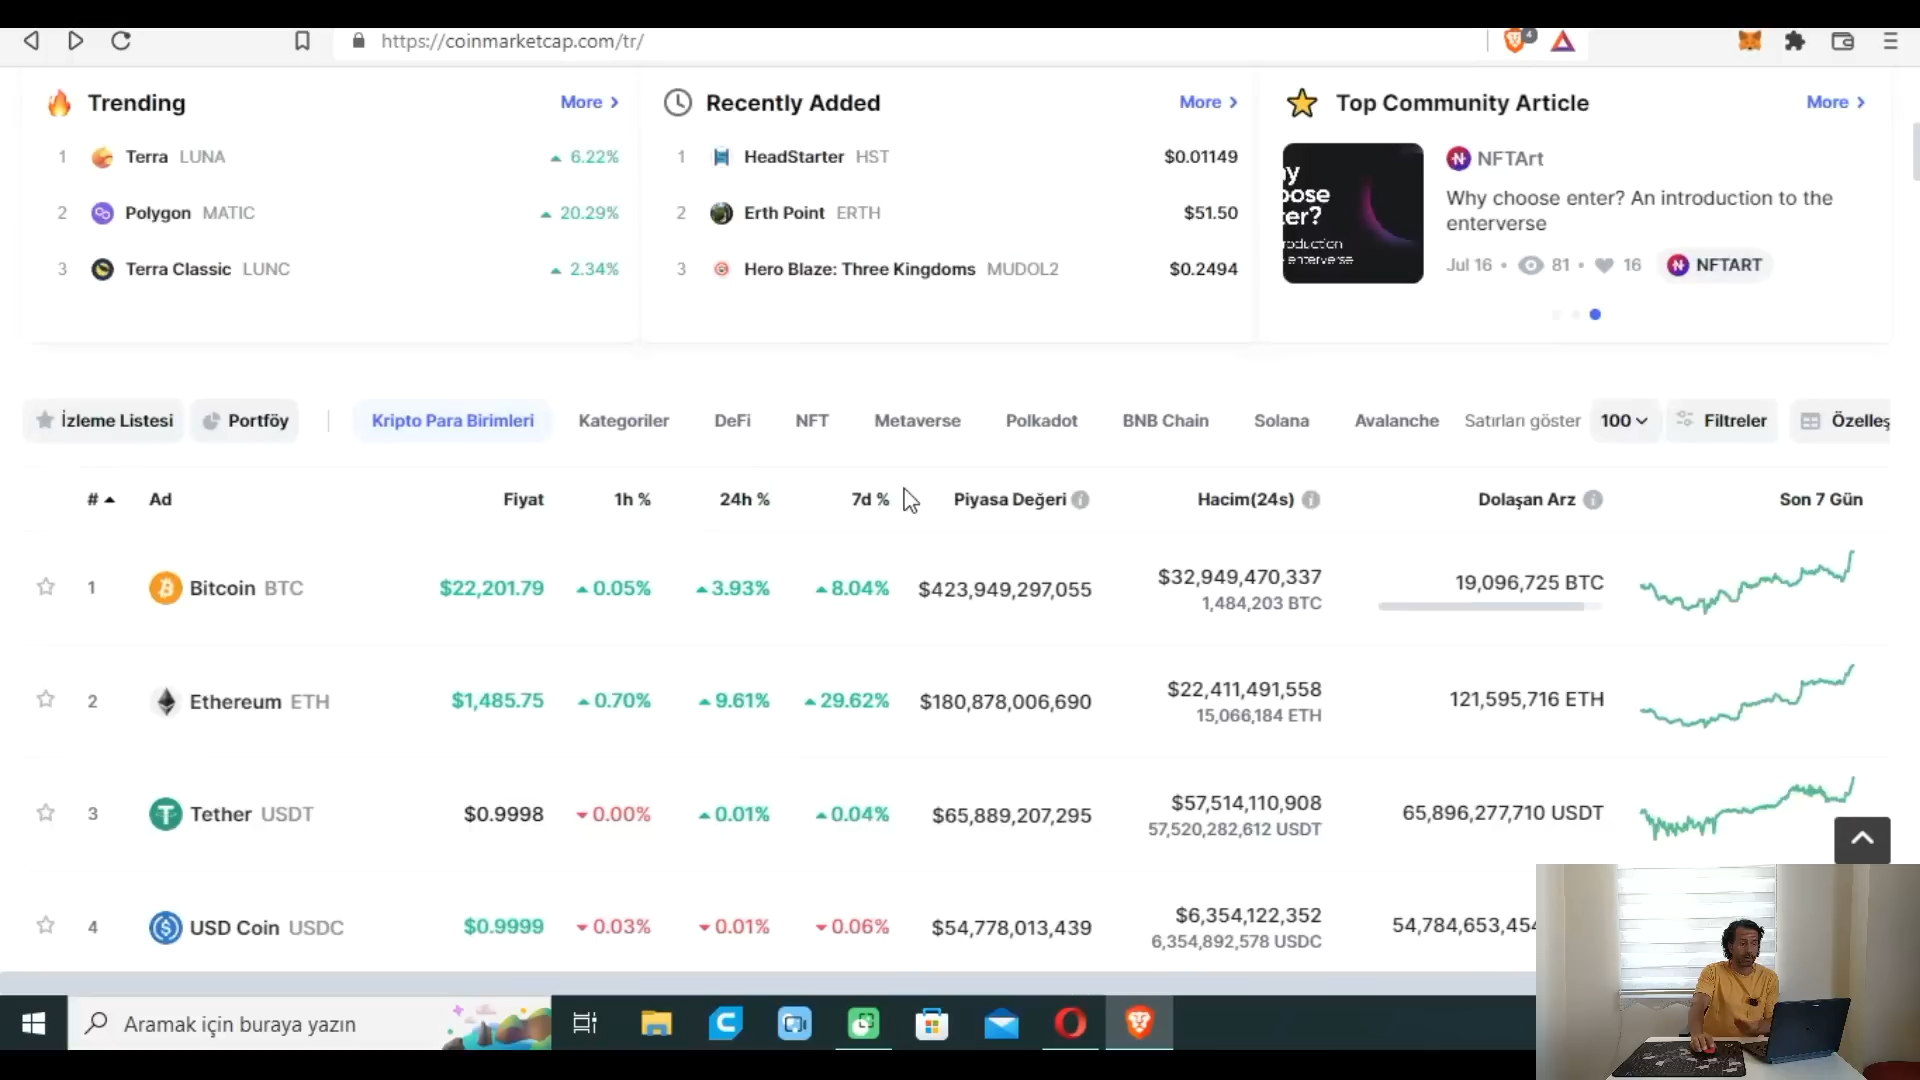 https://coinmarketcap.com/tr/
4
Trending
More
1 Terra LUNA 6.22%
2 Polygon MATIC 20.29%
3 Terra Classic LUNC 2.34%
Recently Added
More
1 HeadStarter HST $0.01149
2 Erth Point ERTH $51.50
3 Hero Blaze: Three Kingdoms MUDOL2 $0.2494
Top Community Article
More
NFTArt
Why choose enter? An introduction to the
enterverse
Jul 16 • 81 • 16 NFTART
İzleme Listesi Portföy Kripto Para Birimleri Kategoriler DeFi NFT Metaverse Polkadot BNB Chain Solana Avalanche Satırları göster 100 Filtreler Özelleş
# Ad Fiyat 1h % 24h % 7d % Piyasa Değeri Hacim(24s) Dolaşan Arz Son 7 Gün
1 Bitcoin BTC $22,201.79 0.05% 3.93% 8.04% $423,949,297,055 $32,949,470,337 19,096,725 BTC
1,484,203 BTC
2 Ethereum ETH $1,485.75 0.70% 9.61% 29.62% $180,878,006,690 $22,411,491,558 121,595,716 ETH
15,066,184 ETH
3 Tether USDT $0.9998 0.00% 0.01% 0.04% $65,889,207,295 $57,514,110,908 65,896,277,710 USDT
57,520,282,612 USDT
4 USD Coin USDC $0.9999 0.03% 0.01% 0.06% $54,778,013,439 $6,354,122,352 54,784,653,454
6,354,892,578 USDC
Aramak için buraya yazın